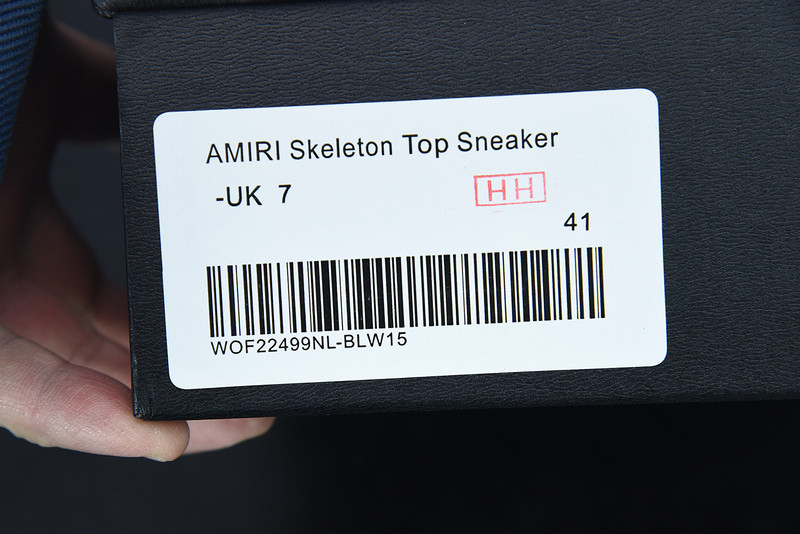 AMIRI Skeleton Top Sneaker
-UK 7
HH
41
WOF22499NL-BLW15